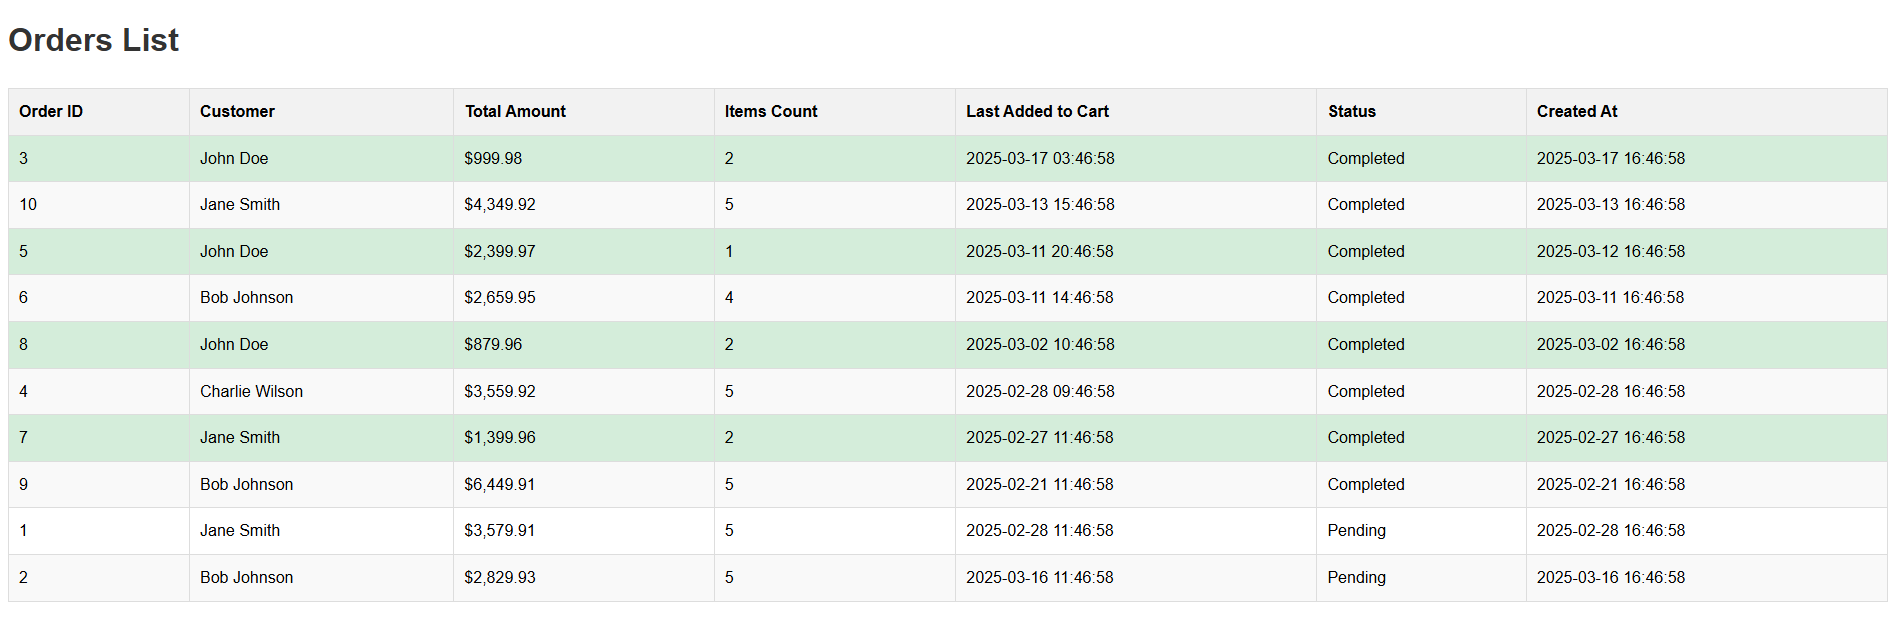 Orders List
Order ID Customer Total Amount Items Count Last Added to Cart Status Created At
3 John Doe $999.98 2 2025-03-17 03:46:58 Completed 2025-03-17 16:46:58
10 Jane Smith $4,349.92 5 2025-03-13 15:46:58 Completed 2025-03-13 16:46:58
5 John Doe $2,399.97 1 2025-03-11 20:46:58 Completed 2025-03-12 16:46:58
6 Bob Johnson $2,659.95 4 2025-03-11 14:46:58 Completed 2025-03-11 16:46:58
8 John Doe $879.96 2 2025-03-02 10:46:58 Completed 2025-03-02 16:46:58
4 Charlie Wilson $3,559.92 5 2025-02-28 09:46:58 Completed 2025-02-28 16:46:58
7 Jane Smith $1,399.96 2 2025-02-27 11:46:58 Completed 2025-02-27 16:46:58
9 Bob Johnson $6,449.91 5 2025-02-21 11:46:58 Completed 2025-02-21 16:46:58
1 Jane Smith $3,579.91 5 2025-02-28 11:46:58 Pending 2025-02-28 16:46:58
2 Bob Johnson $2,829.93 5 2025-03-16 11:46:58 Pending 2025-03-16 16:46:58